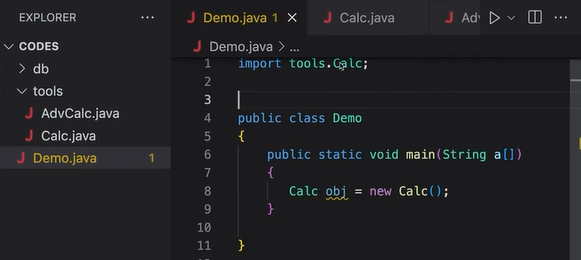 EXPLORER ...
CODES
db
tools
J AdvCalc.java
J Calc.java
J Demo.java 1
J Demo.java 1 ×
J Calc.java
J Adv
J Demo.java > ...
1 import tools.Calc;
2
3
4 public class Demo
5 {
6 public static void main(String a[])
7 {
8 Calc obj = new Calc();
9 }
10
11 }